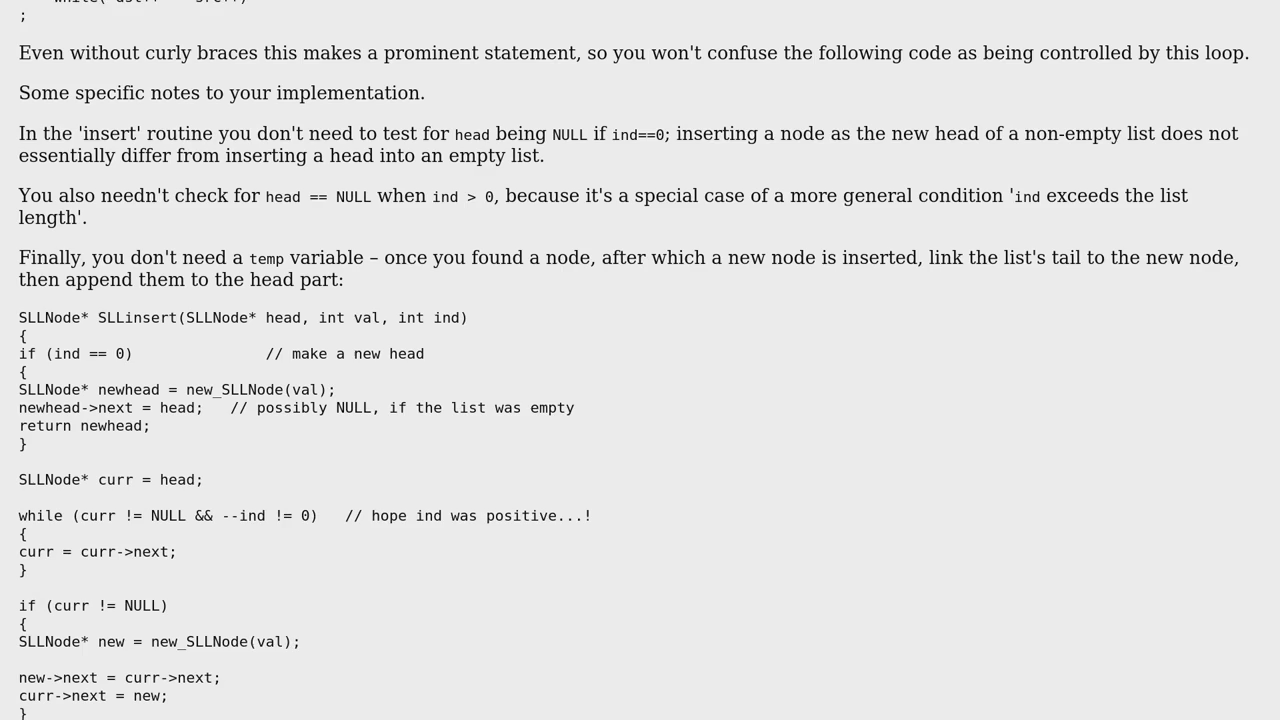 ;
Even without curly braces this makes a prominent statement, so you won't confuse the following code as being controlled by this loop.
Some specific notes to your implementation.
In the 'insert' routine you don't need to test for head being NULL if ind==0; inserting a node as the new head of a non-empty list does not
essentially differ from inserting a head into an empty list.
You also needn't check for head == NULL when ind > 0, because it's a special case of a more general condition 'ind exceeds the list
length'.
Finally, you don't need a temp variable – once you found a node, after which a new node is inserted, link the list's tail to the new node,
then append them to the head part:
SLLNode* SLLinsert(SLLNode* head, int val, int ind)
{
if (ind == 0)               // make a new head
{
SLLNode* newhead = new_SLLNode(val);
newhead->next = head;   // possibly NULL, if the list was empty
return newhead;
}
SLLNode* curr = head;
while (curr != NULL && --ind != 0)   // hope ind was positive...!
{
curr = curr->next;
}
if (curr != NULL)
{
SLLNode* new = new_SLLNode(val);
new->next = curr->next;
curr->next = new;
}